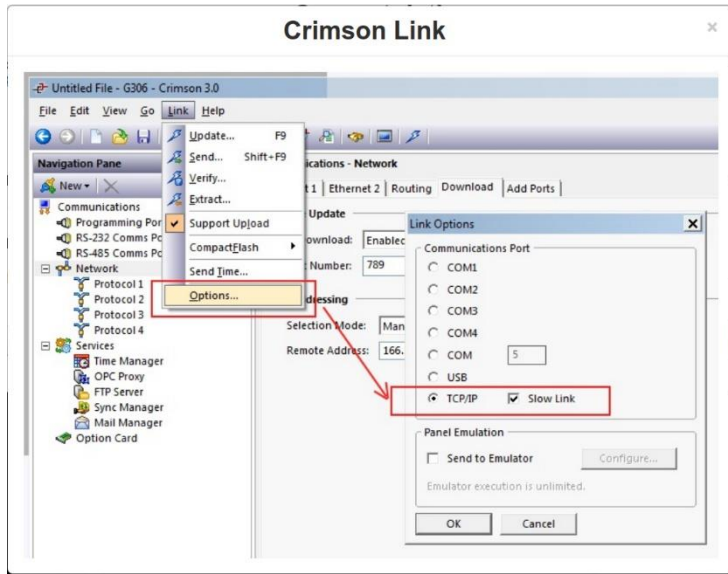 Crimson Link
×
Untitled File - G306 - Crimson 3.0
File Edit View Go Link Help
Update... F9
Send... Shift+F9
Verify...
Extract...
Support Upload
CompactFlash
Send Time...
Options...
Navigation Pane
New
Communications
Programming Por
RS-232 Comms Po
RS-485 Comms Po
Network
Protocol 1
Protocol 2
Protocol 3
Protocol 4
Services
Time Manager
OPC Proxy
FTP Server
Sync Manager
Mail Manager
Option Card
ications - Network
t 1 Ethernet 2 Routing Download Add Ports
Update
ownload: Enabled
Number: 789
dressing
Selection Mode: Man
Remote Address: 166.
Link Options
Communications Port
COM1
COM2
COM3
COM4
COM 5
USB
TCP/IP Slow Link
Panel Emulation
Send to Emulator Configure...
Emulator execution is unlimited.
OK Cancel